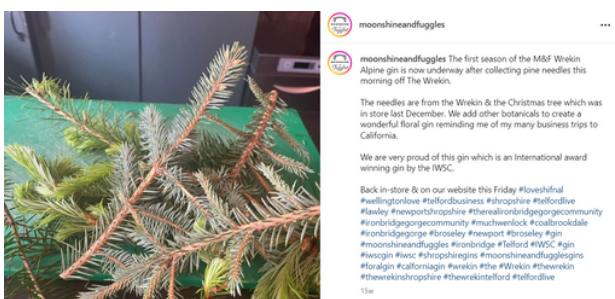 moonshineandfuggles
moonshineandfuggles The first season of the M&F Wrekin
Alpine gin is now underway after collecting pine needles this
morning off The Wrekin.
The needles are from the Wrekin & the Christmas tree which was
in store last December. We add other botanicals to create a
wonderful floral gin reminding me of my many business trips to
California.
We are very proud of this gin which is an International award
winning gin by the IWSC.
Back in-store & on our website this Friday #loveshifnal
#wellingtonlove #telfordbusiness #shropshire #telfordlive
#lawley #newportshropshire #therealironbridgegorgecommunity
#ironbridgegorgecommunity #muchwenlock #coalbrookdale
#ironbridgegorge #broseley #newport #broseley #gin
#moonshineandfuggles #ironbridge #Telford #IWSC #gin
#iwscgin #iwsc #shropshiregins #moonshineandfugglesgins
#foralgin #calforniagin #wrekin #the #Wrekin #thewrekin
#thewrekinshropshire #thewrekintelford #telfordlive
15w